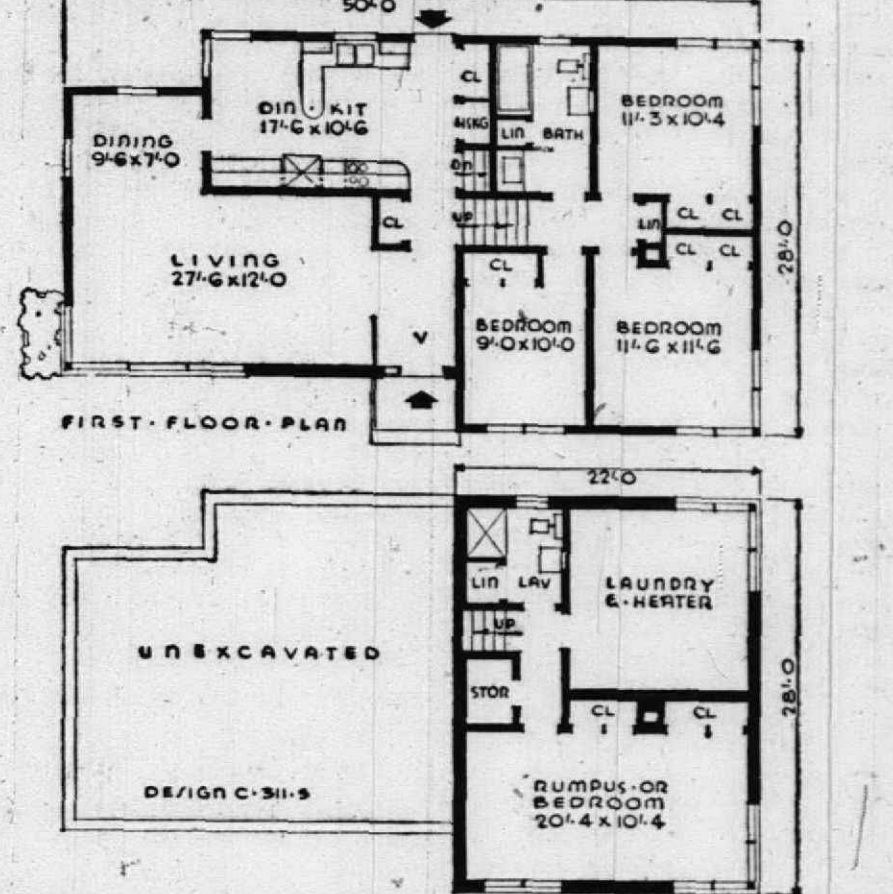 50'-0
CL
DIN KIT
17'-6 x 10'-6
DINING
9'-6 x 7'-0
LIN
BATH
BEDROOM
11'-3 x 10'-4
DN
CL
UP
LIN
CL CL
CL CL
LIVING
27'-6 x 12'-0
CL
28'-0
BEDROOM
9'-0 x 10'-0
BEDROOM
11'-6 x 11'-6
V
FIRST · FLOOR · PLAN
22'-0
LIN
LAV
LAUNDRY
& · HEATER
UP
UNEXCAVATED
STOR
CL
CL
28'-0
DESIGN C-311-S
RUMPUS · OR
BEDROOM
20'-4 x 10'-4